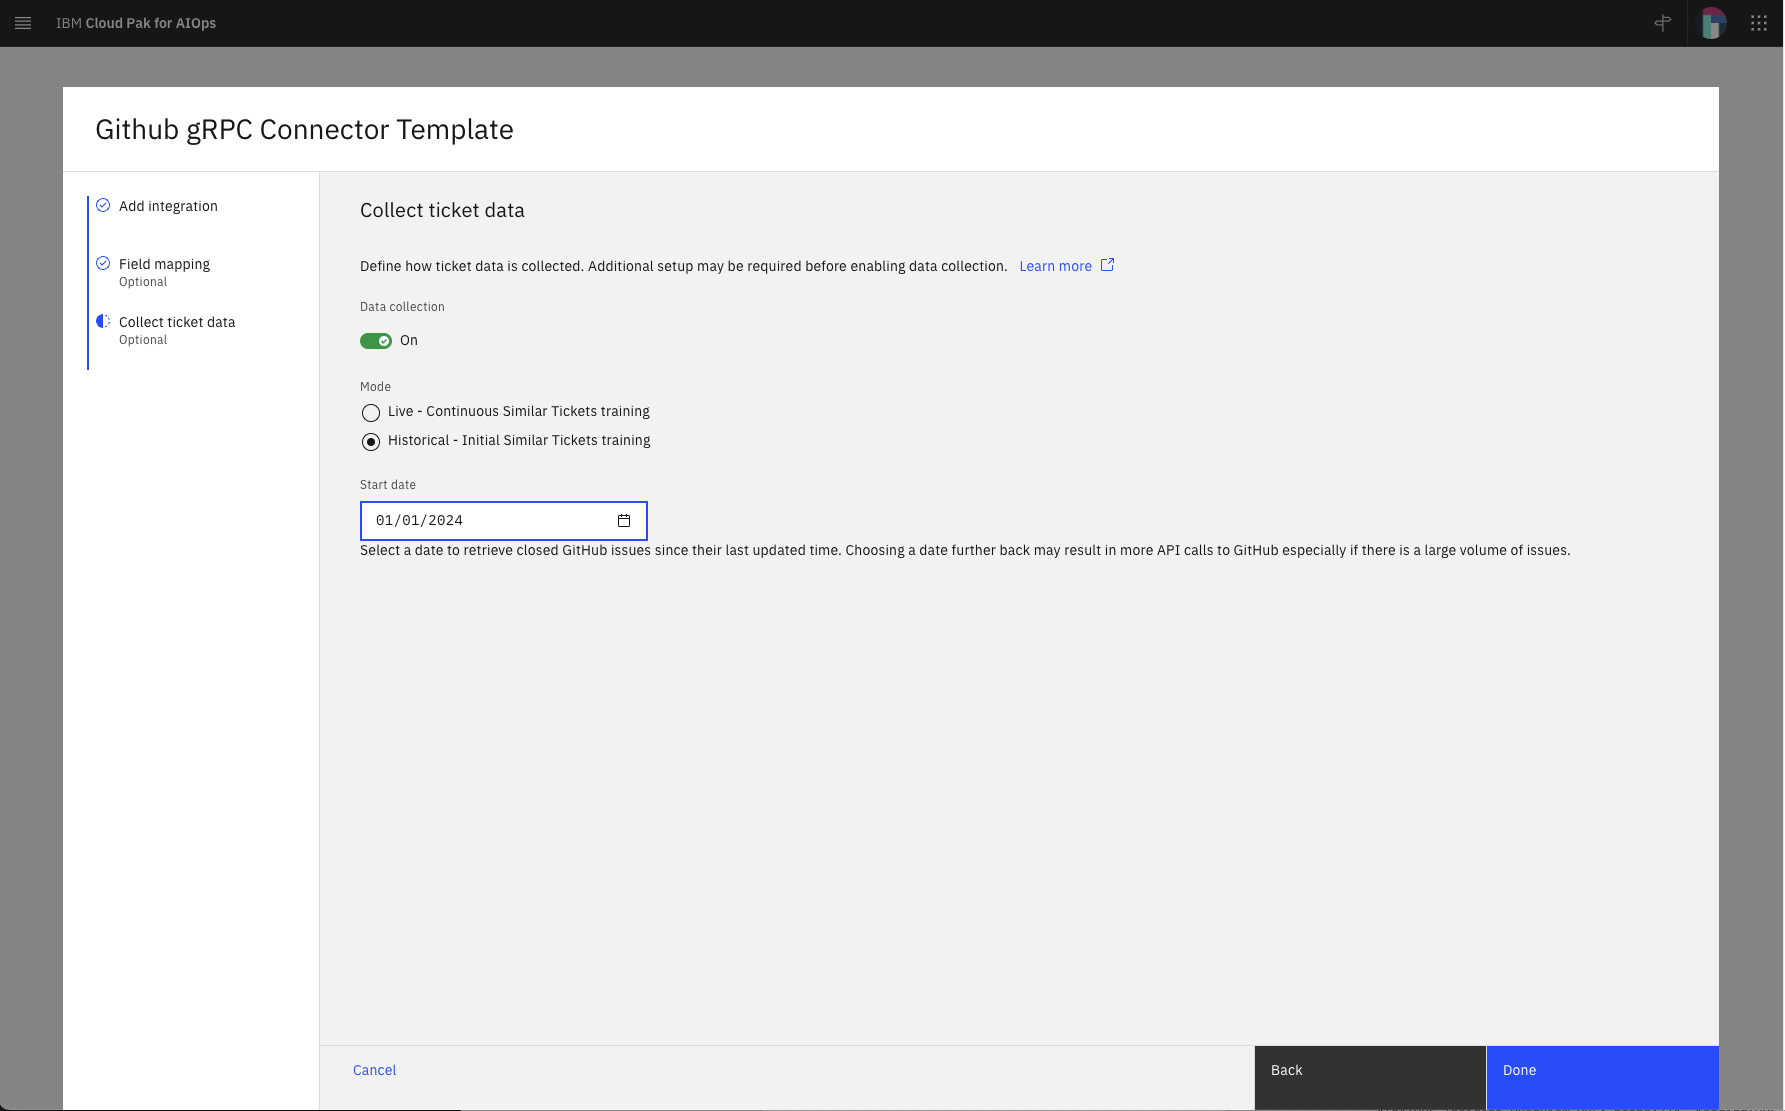 IBM Cloud Pak for AIOps
Github gRPC Connector Template
Add integration
Field mapping
Optional
Collect ticket data
Optional
Collect ticket data
Define how ticket data is collected. Additional setup may be required before enabling data collection. Learn more
Data collection
On
Mode
Live - Continuous Similar Tickets training
Historical - Initial Similar Tickets training
Start date
01/01/2024
Select a date to retrieve closed GitHub issues since their last updated time. Choosing a date further back may result in more API calls to GitHub especially if there is a large volume of issues.
Cancel
Back
Done